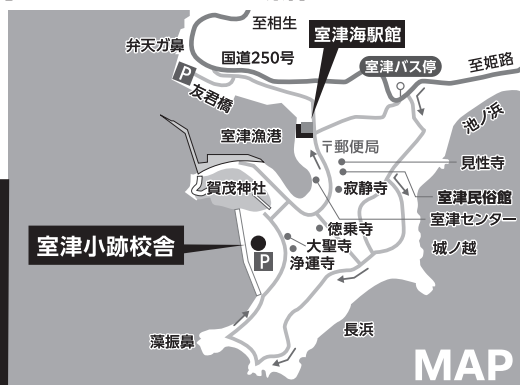 至相生
室津海駅館
弁天ガ鼻
国道250号
室津バス停
至姫路
P
友君橋
池ノ浜
室津漁港
〒郵便局
見性寺
賀茂神社
寂静寺
室津民俗館
室津センター
徳乗寺
室津小跡校舎
大聖寺
城ノ越
P
浄運寺
長浜
藻振鼻
MAP